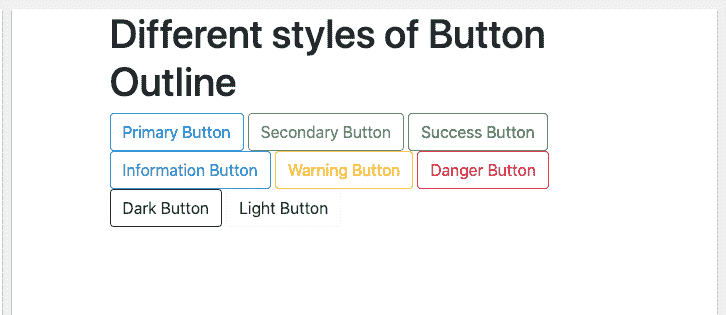 Different styles of Button
Outline
Primary Button Secondary Button Success Button
Information Button Warning Button Danger Button
Dark Button Light Button